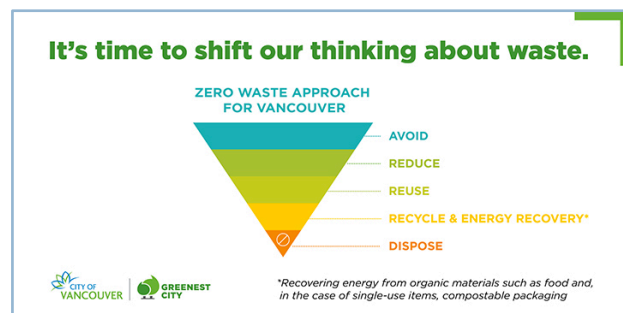 It's time to shift our thinking about waste.
ZERO WASTE APPROACH
FOR VANCOUVER
AVOID
REDUCE
REUSE
RECYCLE & ENERGY RECOVERY*
DISPOSE
CITY OF
VANCOUVER
GREENEST
CITY
*Recovering energy from organic materials such as food and,
in the case of single-use items, compostable packaging